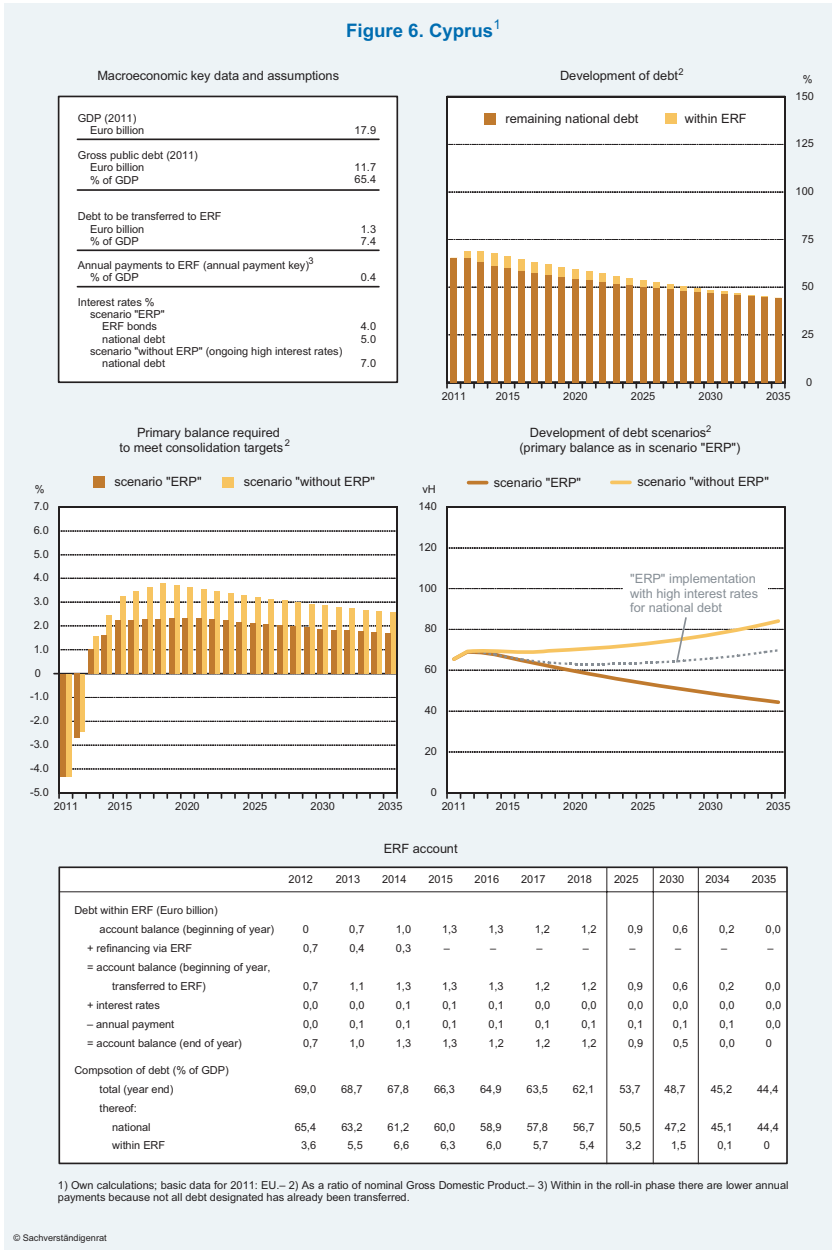 Figure 6. Cyprus1
Macroeconomic key data and assumptions
GDP (2011)
Euro billion 17.9
Gross public debt (2011)
Euro billion 11.7
% of GDP 65.4
Debt to be transferred to ERF
Euro billion 1.3
% of GDP 7.4
Annual payments to ERF (annual payment key)3
% of GDP 0.4
Interest rates %
scenario "ERP"
ERF bonds 4.0
national debt 5.0
scenario "without ERP" (ongoing high interest rates)
national debt 7.0
Development of debt2
%
remaining national debt within ERF
150
125
100
75
50
25
0
2011 2015 2020 2025 2030 2035
Primary balance required
to meet consolidation targets2
scenario "ERP" scenario "without ERP"
%
7.0
6.0
5.0
4.0
3.0
2.0
1.0
0
-1.0
-2.0
-3.0
-4.0
-5.0
2011 2015 2020 2025 2030 2035
Development of debt scenarios2
(primary balance as in scenario "ERP")
scenario "ERP" scenario "without ERP"
vH
140
120
100
80
60
40
20
0
"ERP" implementation
with high interest rates
for national debt
2011 2015 2020 2025 2030 2035
ERF account
2012 2013 2014 2015 2016 2017 2018 2025 2030 2034 2035
Debt within ERF (Euro billion)
account balance (beginning of year) 0 0,7 1,0 1,3 1,3 1,2 1,2 0,9 0,6 0,2 0,0
+ refinancing via ERF 0,7 0,4 0,3 – – – – – – – –
= account balance (beginning of year,
transferred to ERF) 0,7 1,1 1,3 1,3 1,3 1,2 1,2 0,9 0,6 0,2 0,0
+ interest rates 0,0 0,0 0,1 0,1 0,1 0,0 0,0 0,0 0,0 0,0 0,0
– annual payment 0,0 0,1 0,1 0,1 0,1 0,1 0,1 0,1 0,1 0,1 0,0
= account balance (end of year) 0,7 1,0 1,3 1,3 1,2 1,2 1,2 0,9 0,5 0,0 0
Compsotion of debt (% of GDP)
total (year end) 69,0 68,7 67,8 66,3 64,9 63,5 62,1 53,7 48,7 45,2 44,4
thereof:
national 65,4 63,2 61,2 60,0 58,9 57,8 56,7 50,5 47,2 45,1 44,4
within ERF 3,6 5,5 6,6 6,3 6,0 5,7 5,4 3,2 1,5 0,1 0
1) Own calculations; basic data for 2011: EU.– 2) As a ratio of nominal Gross Domestic Product.– 3) Within in the roll-in phase there are lower annual
payments because not all debt designated has already been transferred.
© Sachverständigenrat